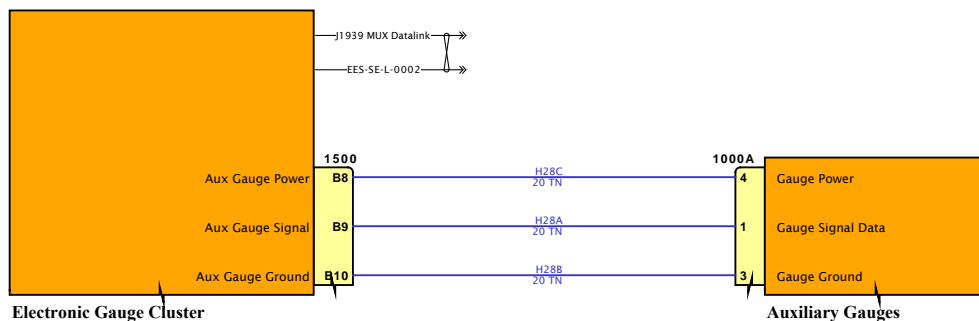 J1939 MUX Datalink
EES-SE-L-0002
1500
1000A
Aux Gauge Power
B8
H28C
20 TN
4
Gauge Power
Aux Gauge Signal
B9
H28A
20 TN
1
Gauge Signal Data
Aux Gauge Ground
B10
H28B
20 TN
3
Gauge Ground
Electronic Gauge Cluster
Auxiliary Gauges